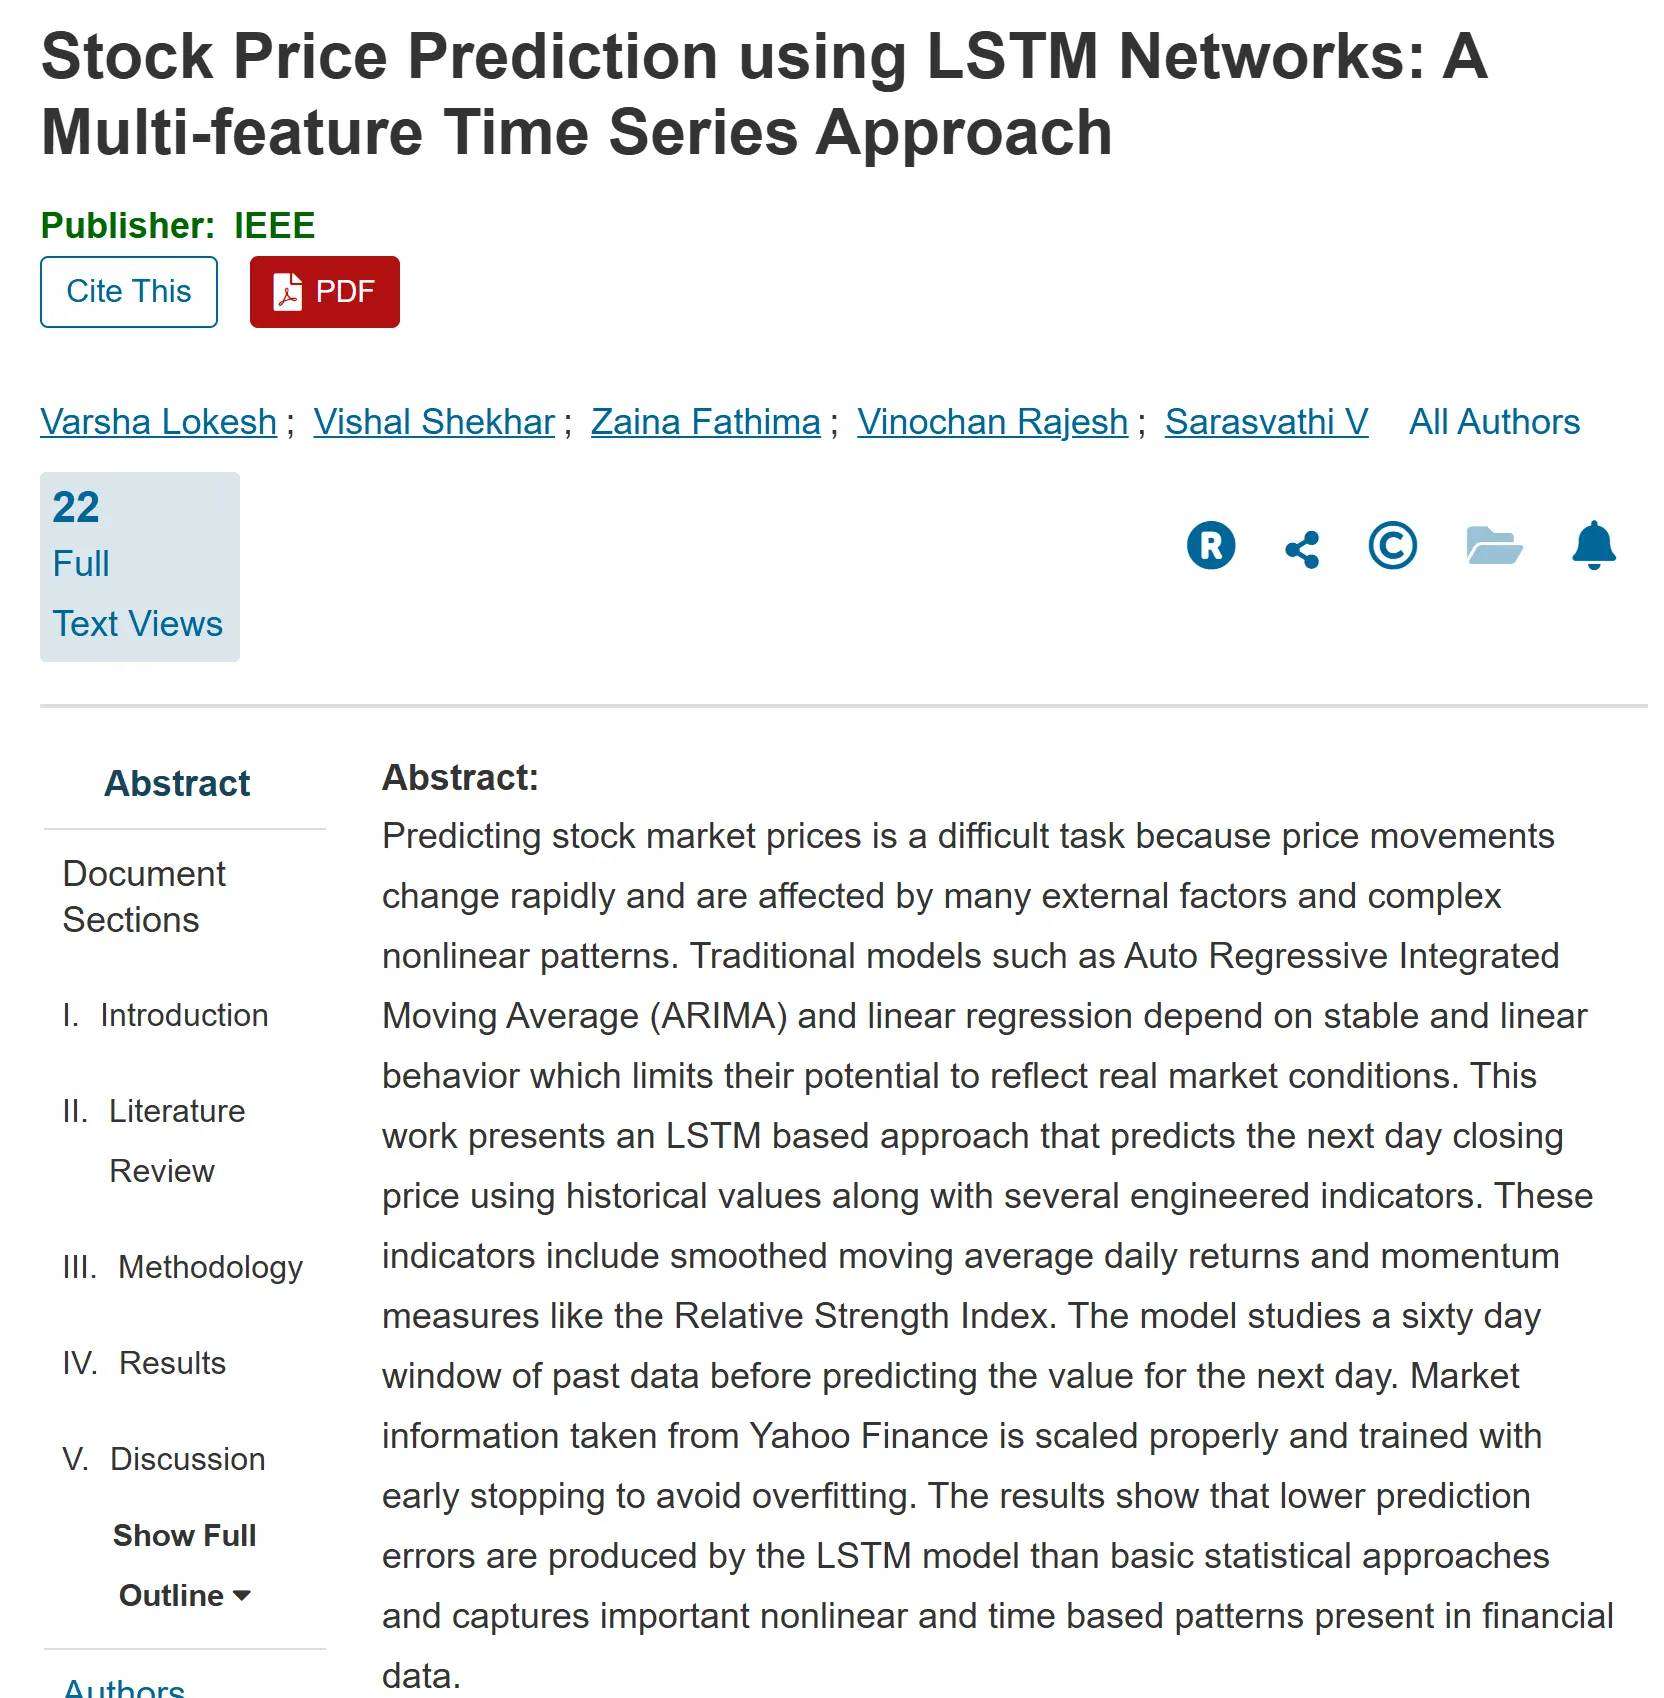 Stock Price Prediction using LSTM Networks: A
Multi-feature Time Series Approach
Publisher: IEEE
Cite This
PDF
Varsha Lokesh ; Vishal Shekhar ; Zaina Fathima ; Vinochan Rajesh ; Sarasvathi V All Authors
22
Full
Text Views
R
©
Abstract
Document
Sections
I. Introduction
II. Literature
Review
III. Methodology
IV. Results
V. Discussion
Show Full
Outline
Authors
Abstract:
Predicting stock market prices is a difficult task because price movements
change rapidly and are affected by many external factors and complex
nonlinear patterns. Traditional models such as Auto Regressive Integrated
Moving Average (ARIMA) and linear regression depend on stable and linear
behavior which limits their potential to reflect real market conditions. This
work presents an LSTM based approach that predicts the next day closing
price using historical values along with several engineered indicators. These
indicators include smoothed moving average daily returns and momentum
measures like the Relative Strength Index. The model studies a sixty day
window of past data before predicting the value for the next day. Market
information taken from Yahoo Finance is scaled properly and trained with
early stopping to avoid overfitting. The results show that lower prediction
errors are produced by the LSTM model than basic statistical approaches
and captures important nonlinear and time based patterns present in financial
data.